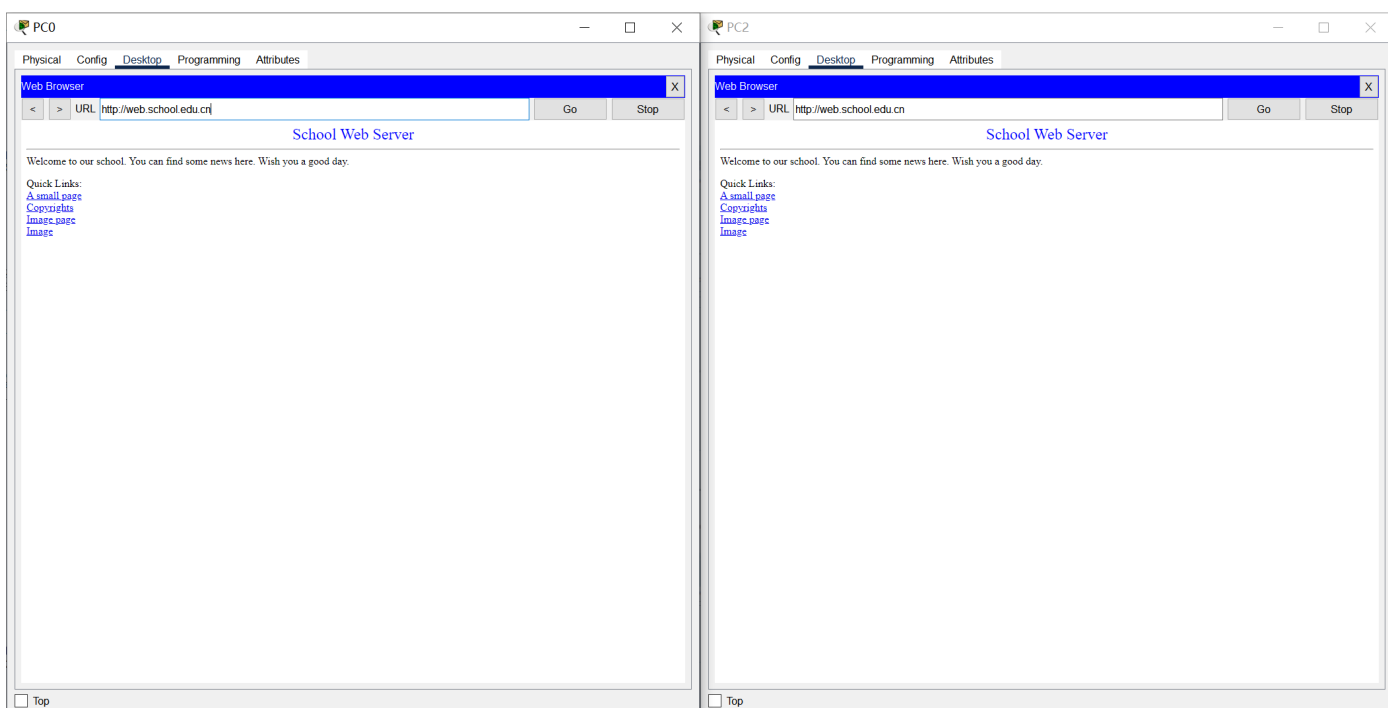 PC0
Physical Config Desktop Programming Attributes
Web Browser X
< > URL http://web.school.edu.cn Go Stop
School Web Server
Welcome to our school. You can find some news here. Wish you a good day.
Quick Links:
A small page
Copyrights
Image page
Image
Top
PC2
Physical Config Desktop Programming Attributes
Web Browser X
< > URL http://web.school.edu.cn Go Stop
School Web Server
Welcome to our school. You can find some news here. Wish you a good day.
Quick Links:
A small page
Copyrights
Image page
Image
Top